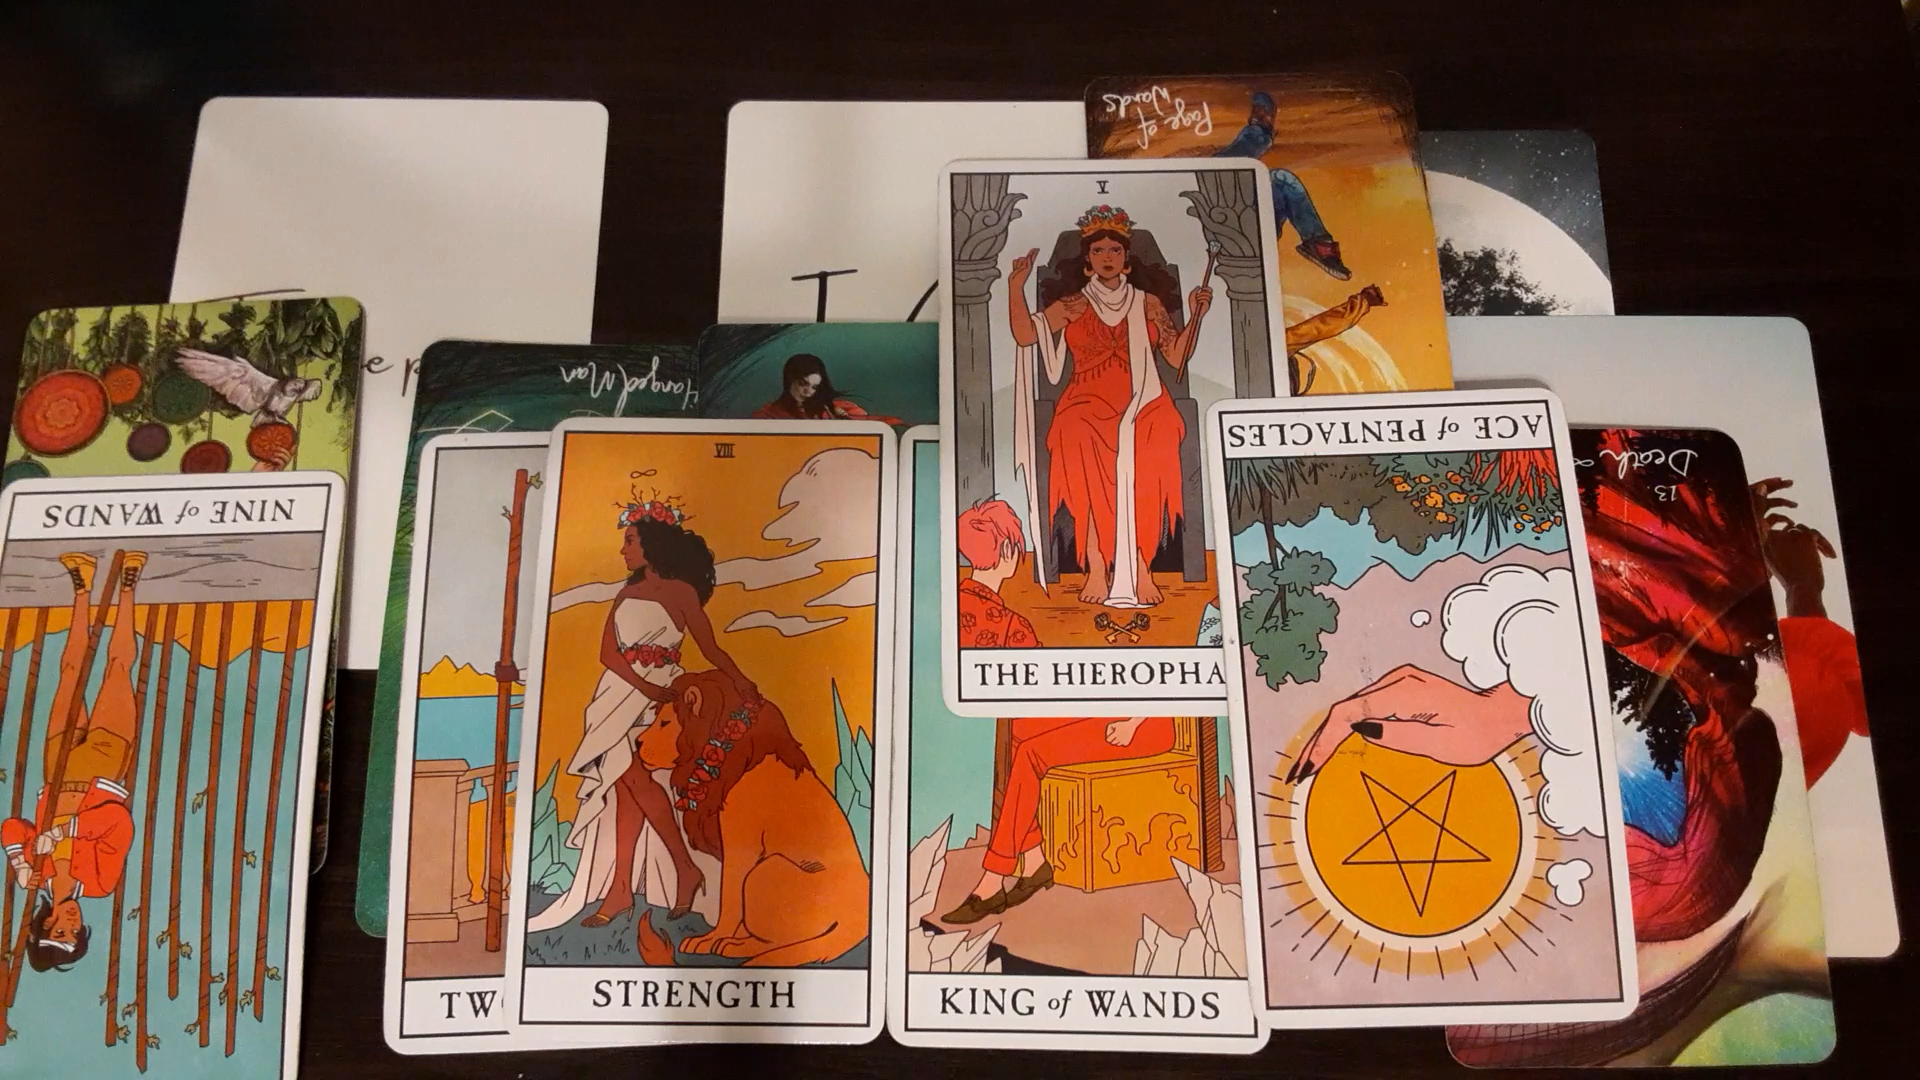 Page of
Wands
V
I
e p
Hanged Man
ACE of PENTACLES
Death
13
VIII
NINE of WANDS
THE HIEROPHA
TW
STRENGTH
KING of WANDS